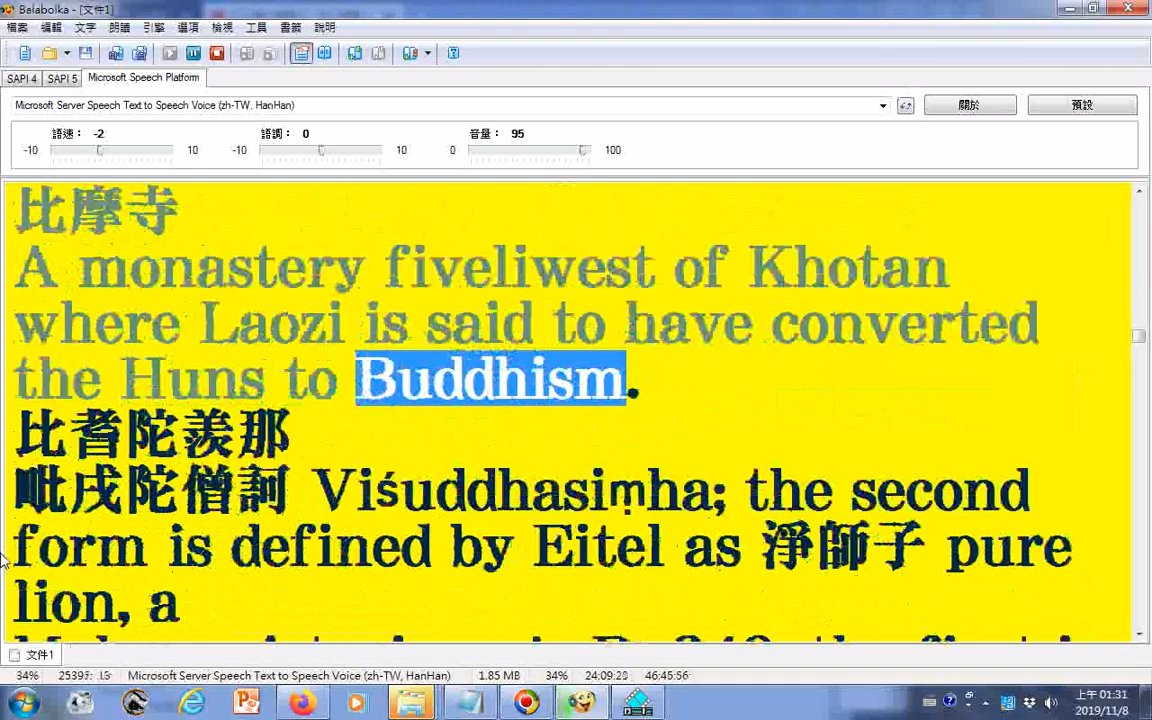 Balabolka - [文件1]
檔案 編輯 文字 朗讀 引擎 選項 檢視 工具 書籤 說明
SAPI 4 SAPI 5 Microsoft Speech Platform
Microsoft Server Speech Text to Speech Voice (zh-TW, HanHan) 關於 預設
語速： -2 語調： 0 音量： 95
-10 10 -10 10 0 100
比摩寺
A monastery fiveliwest of Khotan
where Laozi is said to have converted
the Huns to Buddhism.
比耆陀羨那
毗戌陀僧訶 Viśuddhasiṃha; the second
form is defined by Eitel as 淨師子 pure
lion, a
文件1
34% Microsoft Server Speech Text to Speech Voice (zh-TW, HanHan) 1.85 MB 34% 24:09:28 46:45:56
上午 01:31
2019/11/8